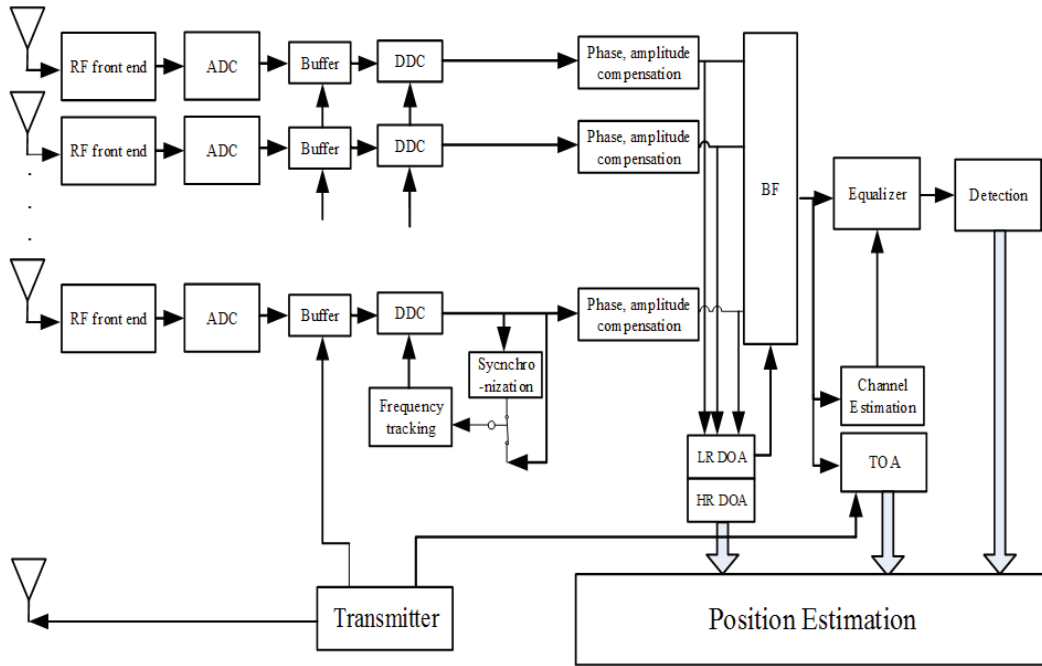 RF front end
ADC
Buffer
DDC
Phase, amplitude
compensation
RF front end
ADC
Buffer
DDC
Phase, amplitude
compensation
BF
Equalizer
Detection
RF front end
ADC
Buffer
DDC
Phase, amplitude
compensation
Sycnchro
-nization
Frequency
tracking
Channel
Estimation
LR DOA
HR DOA
TOA
Transmitter
Position Estimation